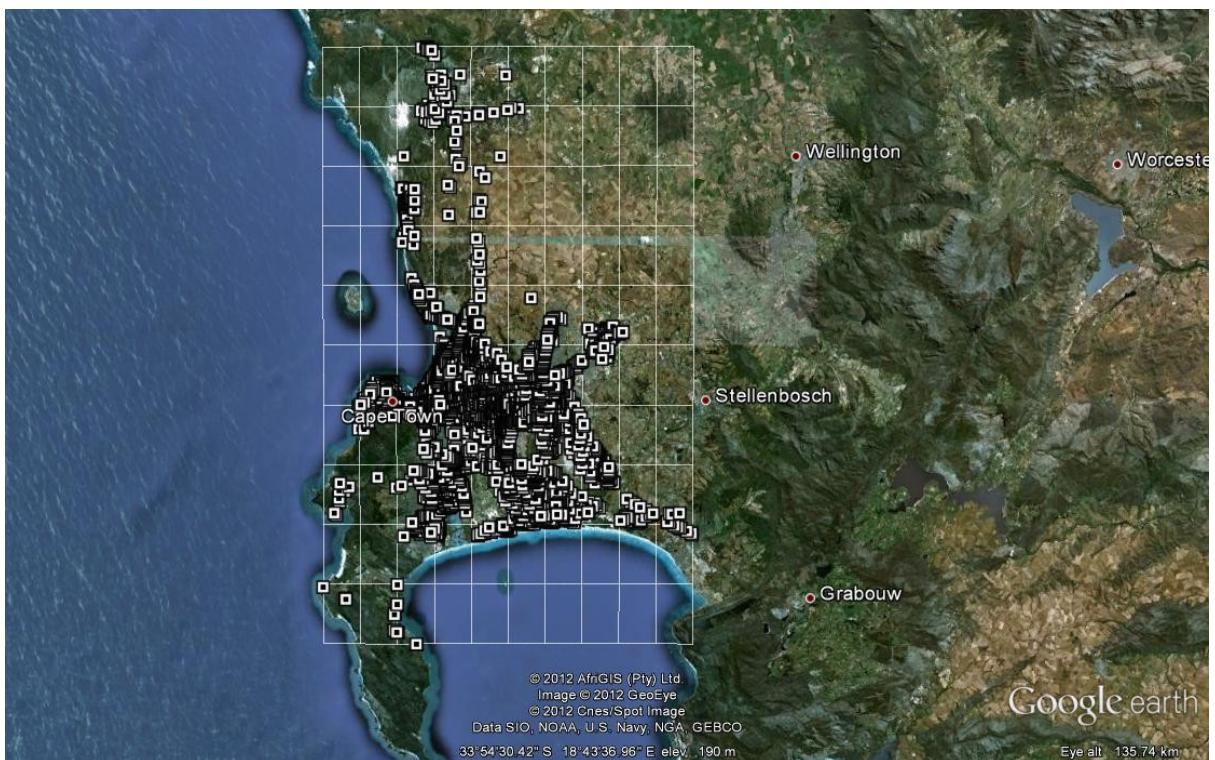 Wellington
Worceste
Stellenbosch
Cape Town
Grabouw
© 2012 AfriGIS (Pty) Ltd.
Image © 2012 GeoEye
© 2012 Cnes/Spot Image
Data SIO, NOAA, U.S. Navy, NGA, GEBCO
Google earth
33°54'30.42" S 18°43'36.96" E elev 190 m
Eye alt 135.74 km